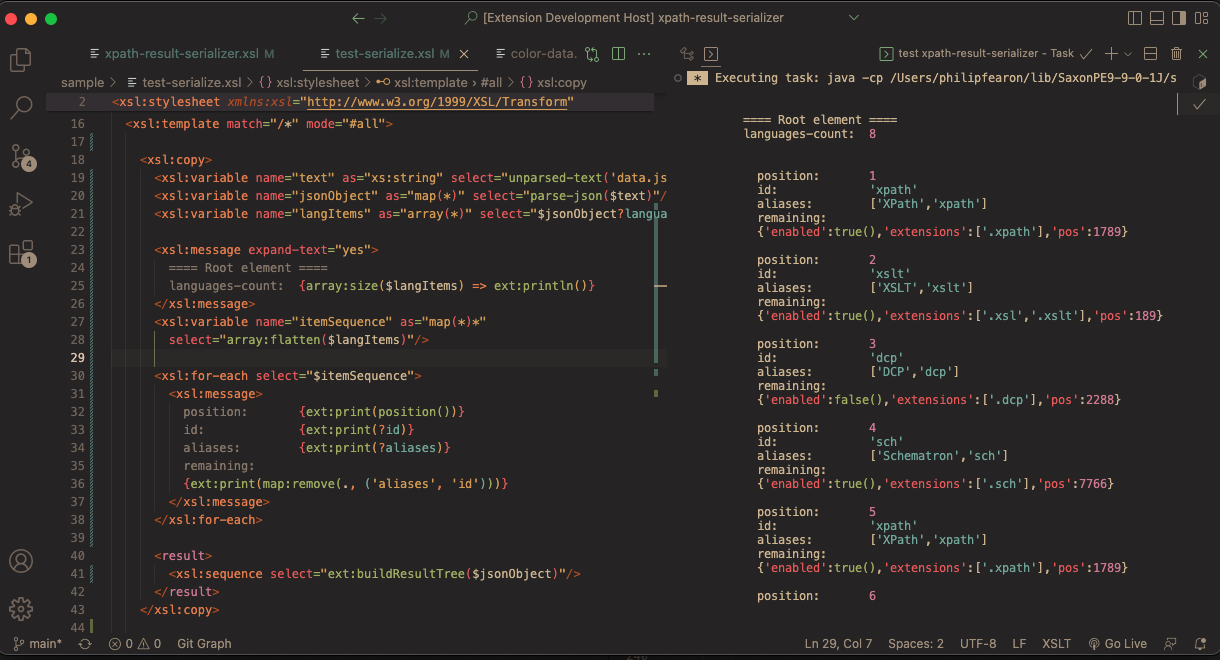 [Extension Development Host] xpath-result-serializer
xpath-result-serializer.xsl M
test-serialize.xsl M
color-data.
test xpath-result-serializer - Task
sample > test-serialize.xsl > {} xsl:stylesheet > xsl:template > #all > {} xsl:copy
2 <xsl:stylesheet xmlns:xsl="http://www.w3.org/1999/XSL/Transform"
16 <xsl:template match="/*" mode="#all">
17
18 <xsl:copy>
19 <xsl:variable name="text" as="xs:string" select="unparsed-text('data.js
20 <xsl:variable name="jsonObject" as="map(*)" select="parse-json($text)"/
21 <xsl:variable name="langItems" as="array(*)" select="$jsonObject?langua
22
23 <xsl:message expand-text="yes">
24 ==== Root element ====
25 languages-count: {array:size($langItems) => ext:println()}
26 </xsl:message>
27 <xsl:variable name="itemSequence" as="map(*)*"
28 select="array:flatten($langItems)"/>
29
30 <xsl:for-each select="$itemSequence">
31 <xsl:message>
32 position: {ext:print(position())}
33 id: {ext:print(?id)}
34 aliases: {ext:print(?aliases)}
35 remaining:
36 {ext:print(map:remove(., ('aliases', 'id')))}
37 </xsl:message>
38 </xsl:for-each>
39
40 <result>
41 <xsl:sequence select="ext:buildResultTree($jsonObject)"/>
42 </result>
43 </xsl:copy>
44
* Executing task: java -cp /Users/philipfearon/lib/SaxonPE9-9-0-1J/s
==== Root element ====
languages-count: 8
position: 1
id: 'xpath'
aliases: ['XPath','xpath']
remaining:
{'enabled':true(),'extensions':['.xpath'],'pos':1789}
position: 2
id: 'xslt'
aliases: ['XSLT','xslt']
remaining:
{'enabled':true(),'extensions':['.xsl','.xslt'],'pos':189}
position: 3
id: 'dcp'
aliases: ['DCP','dcp']
remaining:
{'enabled':false(),'extensions':['.dcp'],'pos':2288}
position: 4
id: 'sch'
aliases: ['Schematron','sch']
remaining:
{'enabled':true(),'extensions':['.sch'],'pos':7766}
position: 5
id: 'xpath'
aliases: ['XPath','xpath']
remaining:
{'enabled':true(),'extensions':['.xpath'],'pos':1789}
position: 6
4
1
main* 0 0 Git Graph
Ln 29, Col 7 Spaces: 2 UTF-8 LF XSLT Go Live